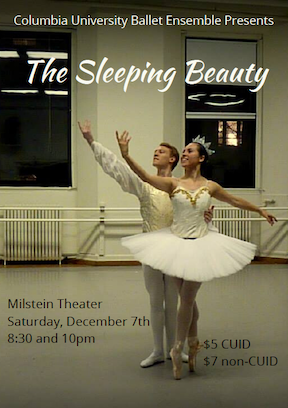 Columbia University Ballet Ensemble Presents
The Sleeping Beauty
Milstein Theater
Saturday, December 7th
8:30 and 10pm
$5 CUID
$7 non-CUID